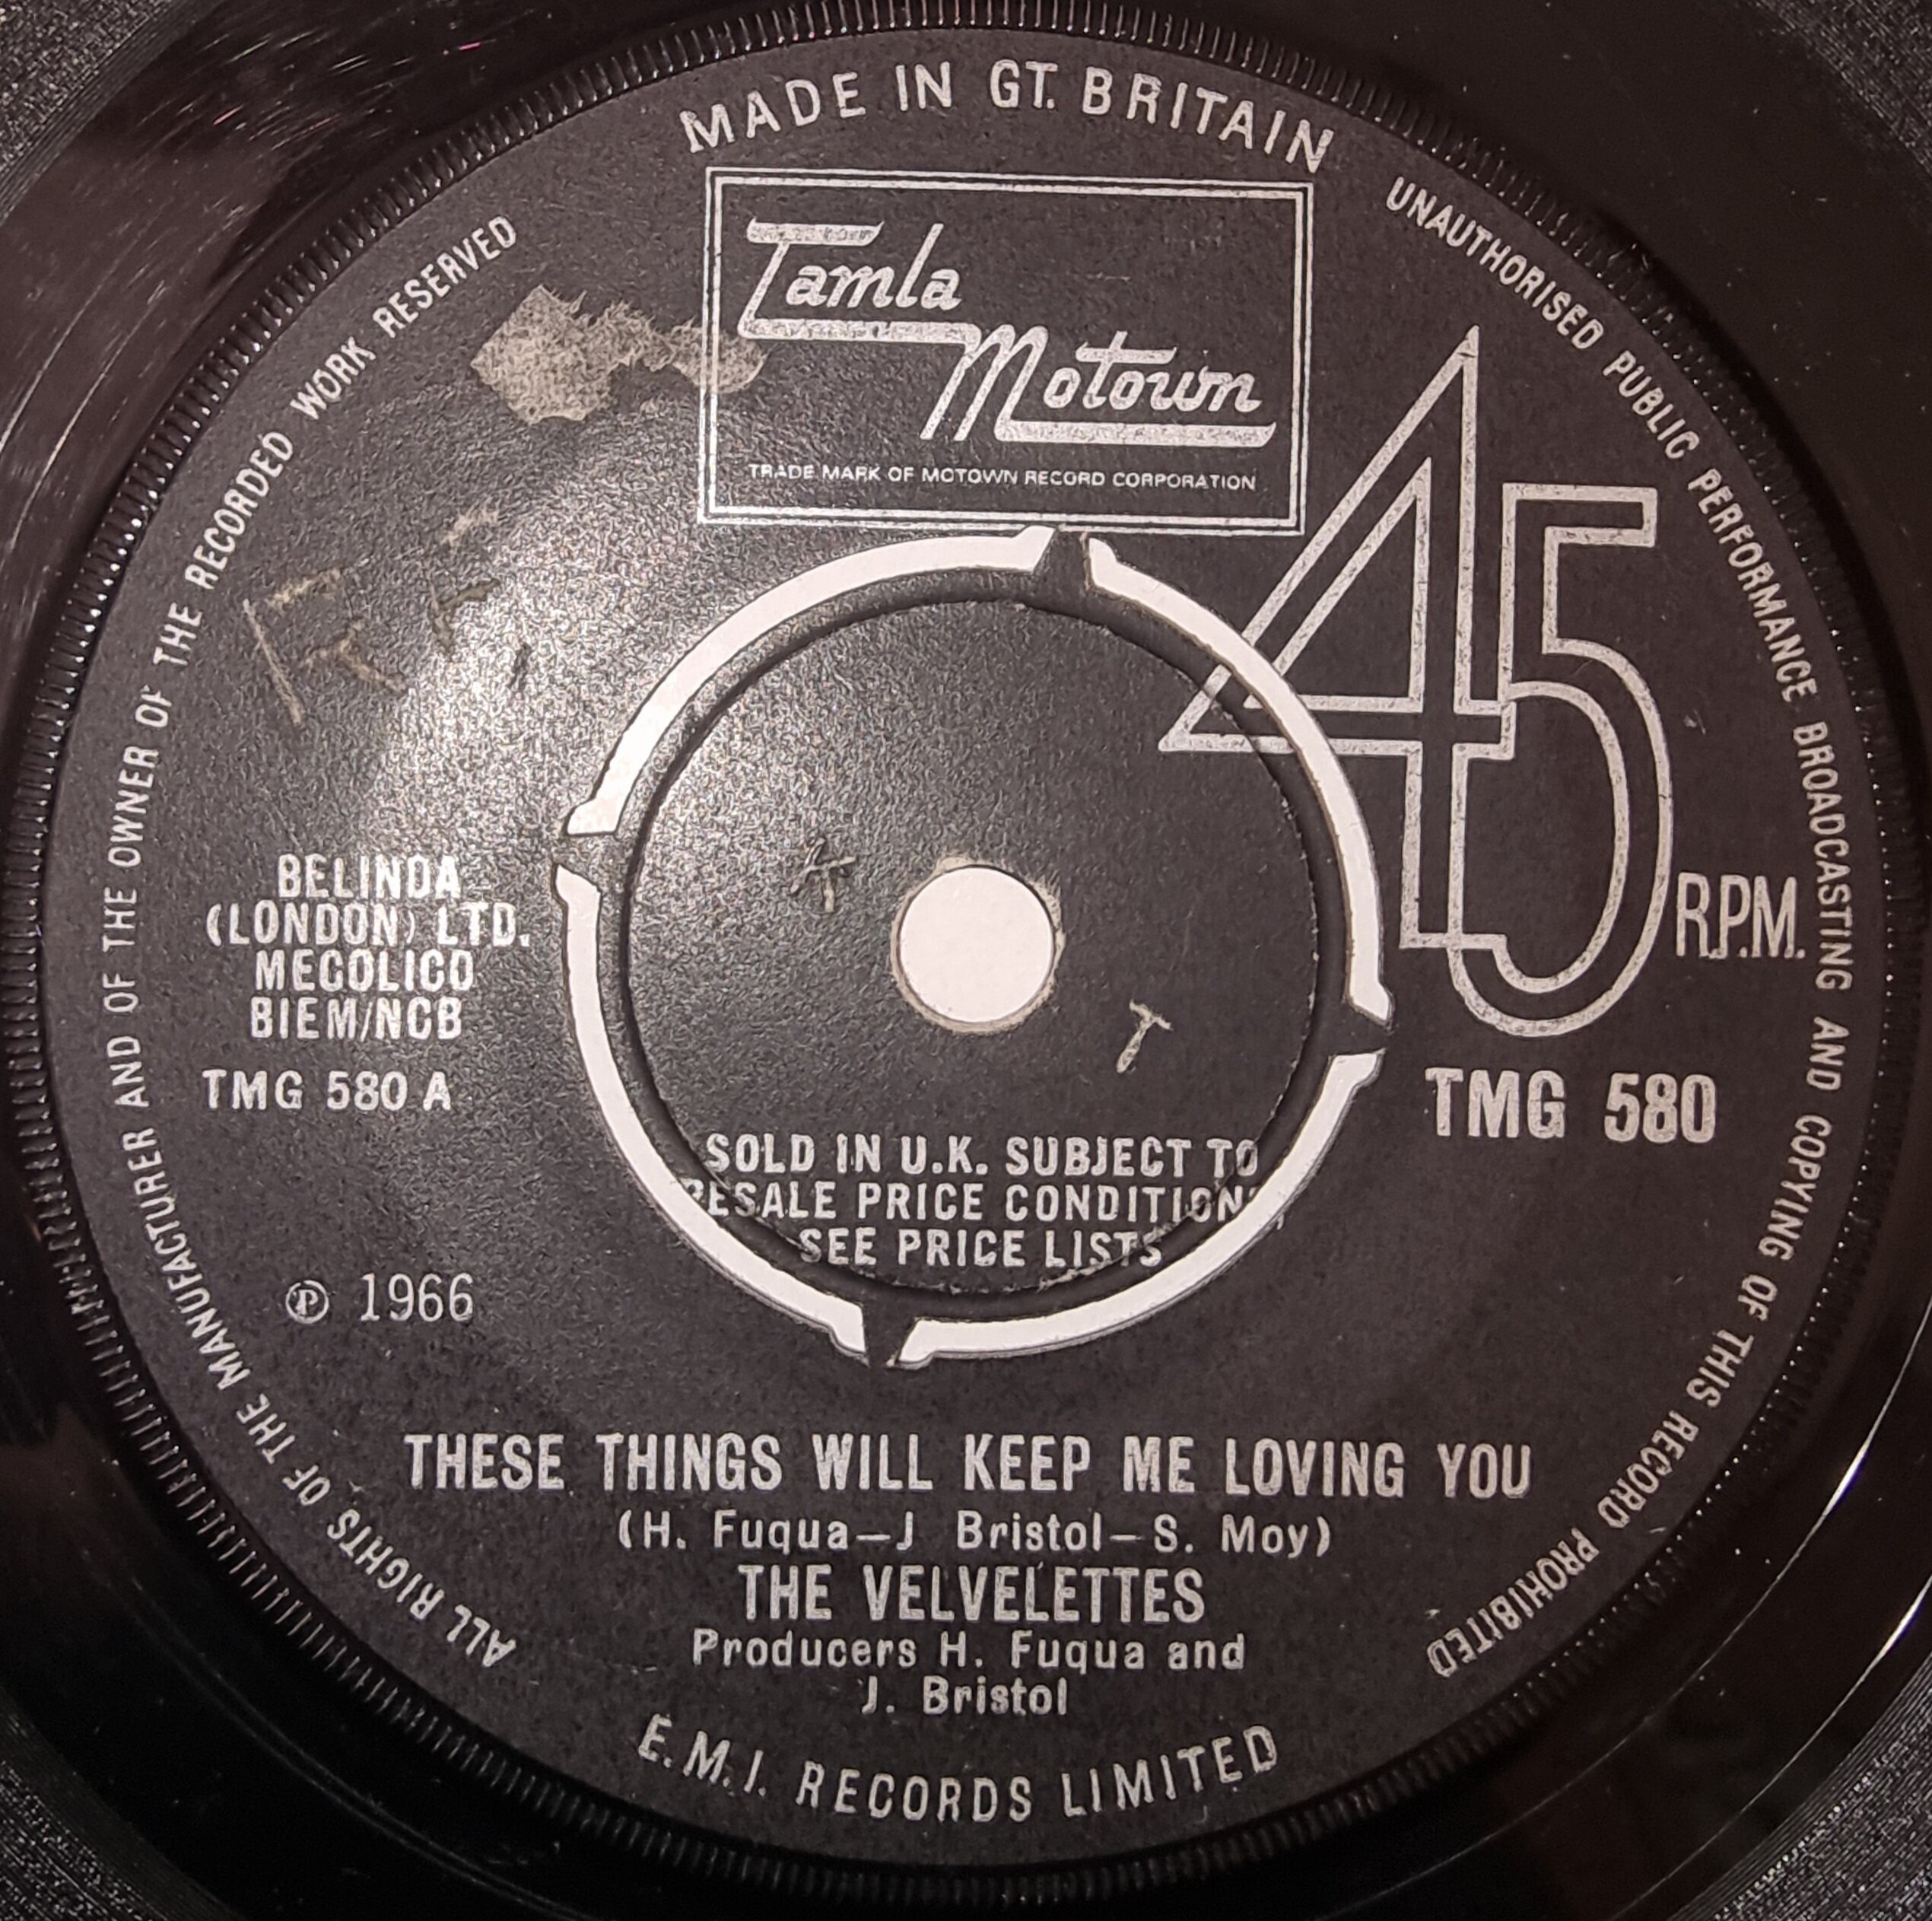 MADE IN GT. BRITAIN
Tamla
Motown
TRADE MARK OF MOTOWN RECORD CORPORATION
45
R.P.M.
BELINDA
(LONDON) LTD.
MECOLICO
BIEM/NCB
TMG 580 A
TMG 580
SOLD IN U.K. SUBJECT TO
RESALE PRICE CONDITIONS,
SEE PRICE LISTS
Ⓟ 1966
THESE THINGS WILL KEEP ME LOVING YOU
(H. Fuqua—J Bristol—S. Moy)
THE VELVELETTES
Producers H. Fuqua and
J. Bristol
E.M.I. RECORDS LIMITED
ALL RIGHTS OF THE MANUFACTURER AND OF THE OWNER OF THE RECORDED WORK RESERVED
UNAUTHORISED PUBLIC PERFORMANCE BROADCASTING AND COPYING OF THIS RECORD PROHIBITED